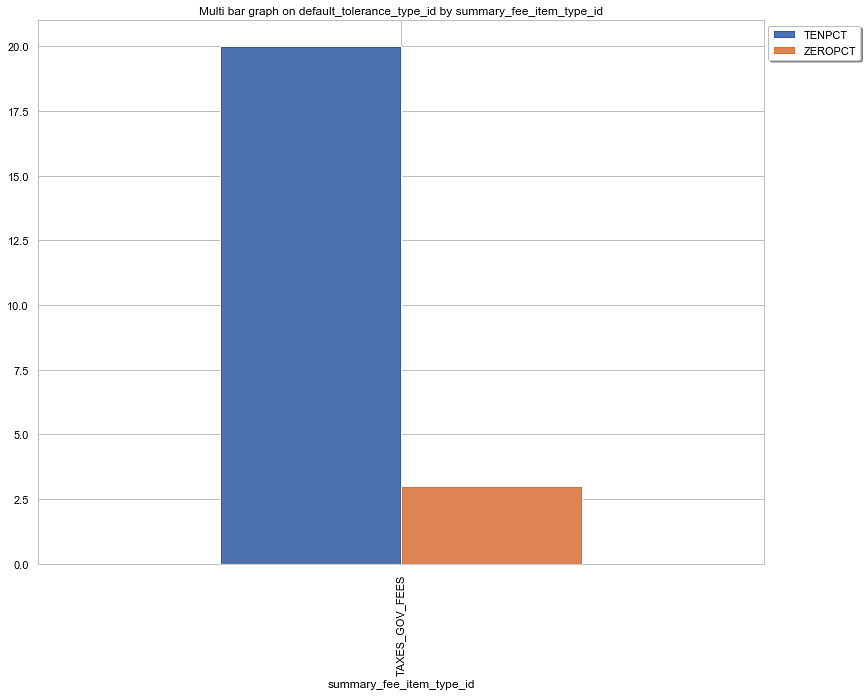 Multi bar graph on default_tolerance_type_id by summary_fee_item_type_id
TENPCT
ZEROPCT
20.0
17.5
15.0
12.5
10.0
7.5
5.0
2.5
0.0
TAXES_GOV_FEES
summary_fee_item_type_id